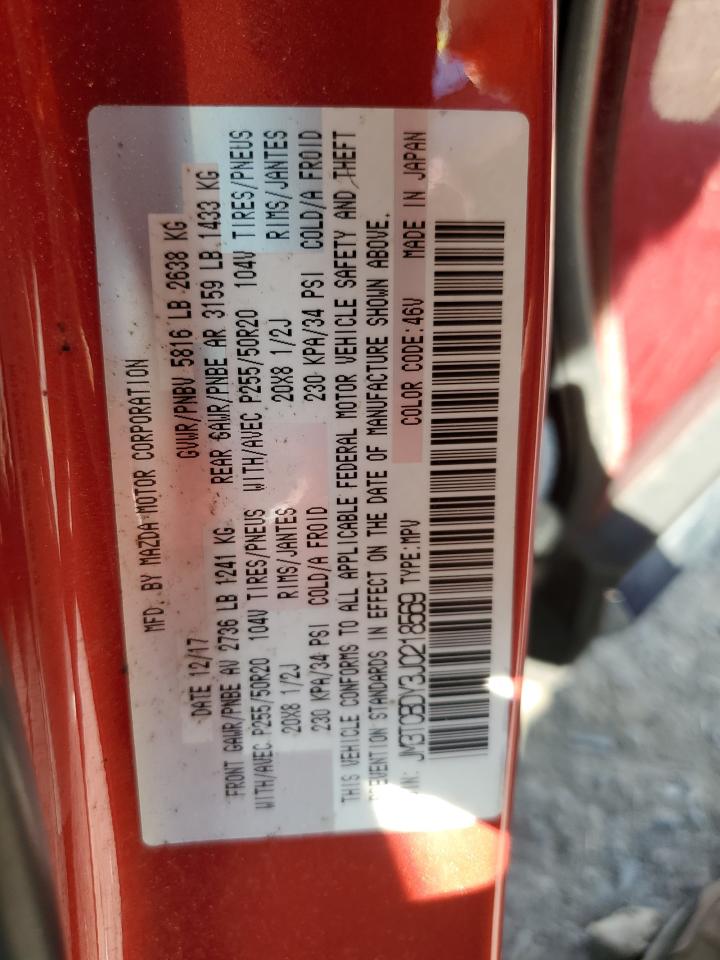 MFD. BY MAZDA MOTOR CORPORATION
DATE 12/17 GVWR/PNBV 5816 LB 2638 KG
FRONT GAWR/PNBE AV 2736 LB 1241 KG REAR GAWR/PNBE AR 3159 LB 1433 KG
WITH/AVEC P255/50R20 104V TIRES/PNEUS WITH/AVEC P255/50R20 104V TIRES/PNEUS
20X8 1/2J RIMS/JANTES 20X8 1/2J RIMS/JANTES
230 KPA/34 PSI COLD/A FROID 230 KPA/34 PSI COLD/A FROID
THIS VEHICLE CONFORMS TO ALL APPLICABLE FEDERAL MOTOR VEHICLE SAFETY AND THEFT
PREVENTION STANDARDS IN EFFECT ON THE DATE OF MANUFACTURE SHOWN ABOVE.
VIN: JM3TCBDY3J0218569 TYPE:MPV COLOR CODE:46V MADE IN JAPAN